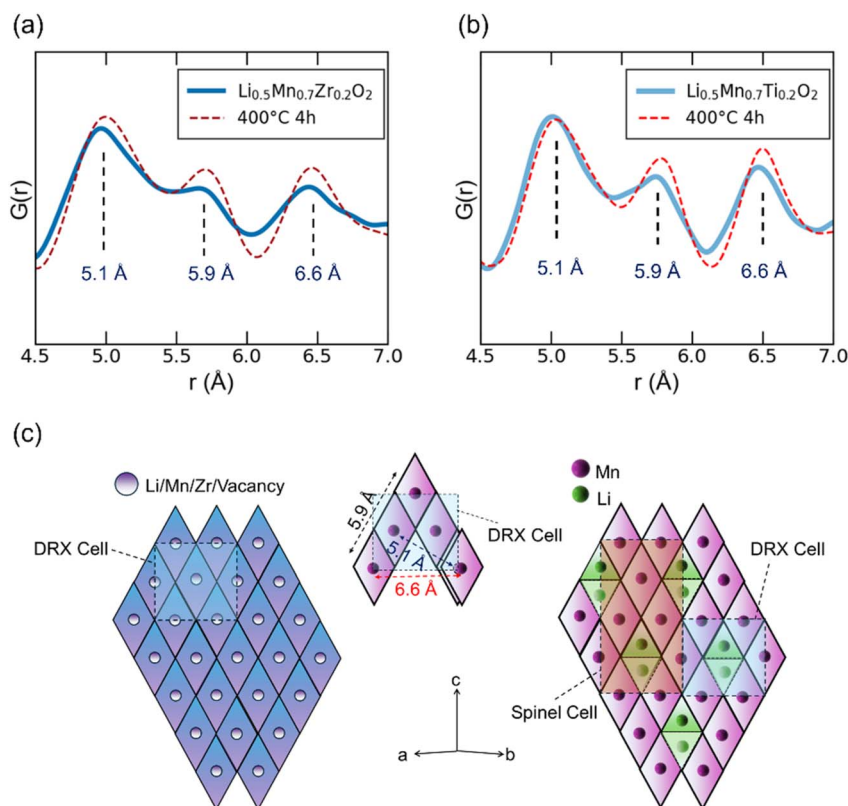 (a)
Li₀.₅Mn₀.₇Zr₀.₂O₂
400°C 4h
G(r)
5.1 Å
5.9 Å
6.6 Å
4.5 5.0 5.5 6.0 6.5 7.0
r (Å)
(b)
Li₀.₅Mn₀.₇Ti₀.₂O₂
400°C 4h
G(r)
5.1 Å
5.9 Å
6.6 Å
4.5 5.0 5.5 6.0 6.5 7.0
r (Å)
(c)
Li/Mn/Zr/Vacancy
DRX Cell
5.9 Å
5.1 Å
6.6 Å
DRX Cell
c
a
b
Mn
Li
DRX
Cell
Spinel Cell